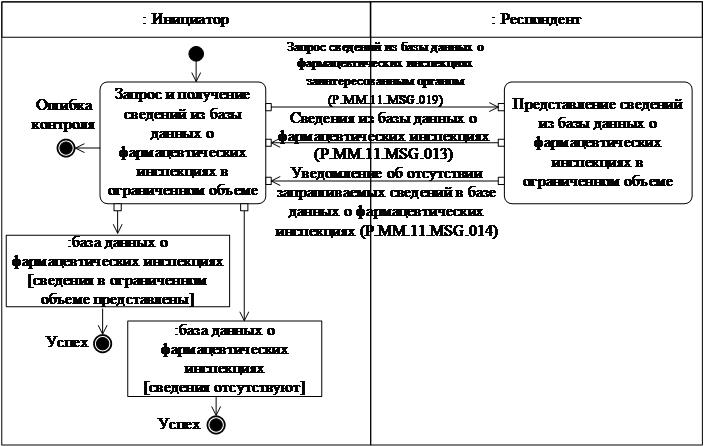 : Инициатор
: Респондент
Запрос сведений из базы данных о
фармацевтических инспекциях
заинтересованным органом
(P.MM.11.MSG.019)
Ошибка
контроля
Запрос и получение
сведений из базы
данных о
фармацевтических
инспекциях в
ограниченном объеме
Сведения из базы данных о
фармацевтических инспекциях
(P.MM.11.MSG.013)
Уведомление об отсутствии
запрашиваемых сведений в базе
данных о фармацевтических
инспекциях (P.MM.11.MSG.014)
Представление сведений
из базы данных о
фармацевтических
инспекциях в
ограниченном объеме
:база данных о
фармацевтических инспекциях
[сведения в ограниченном
объеме представлены]
Успех
:база данных о
фармацевтических
инспекциях
[сведения отсутствуют]
Успех